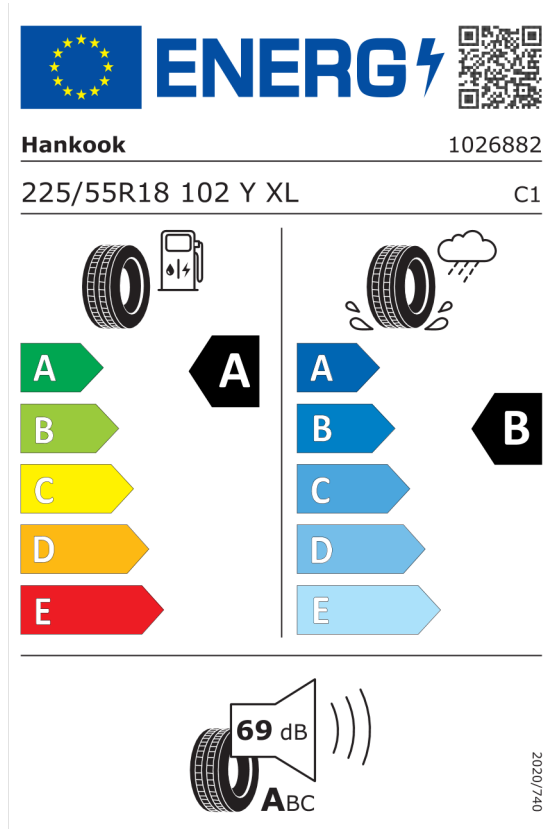 ENERG
Hankook 1026882
225/55R18 102 Y XL C1
A A
B
C
D
E
A
B B
C
D
E
69 dB
ABC
2020/740